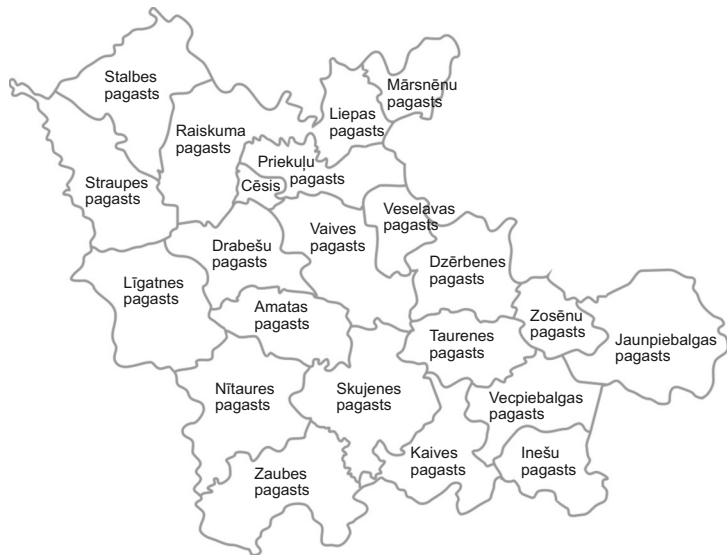 Stalbes
pagasts
Mārsnēnu
pagasts
Liepas
pagasts
Raiskuma
pagasts
Priekuļu
pagasts
Straupes
pagasts
Cēsis
Veselavas
pagasts
Vaives
pagasts
Drabešu
pagasts
Dzērbenes
pagasts
Līgatnes
pagasts
Amatas
pagasts
Zosēnu
pagasts
Taurenes
pagasts
Jaunpiebalgas
pagasts
Nītaures
pagasts
Skujenes
pagasts
Vecpiebalgas
pagasts
Kaives
pagasts
Inešu
pagasts
Zaubes
pagasts